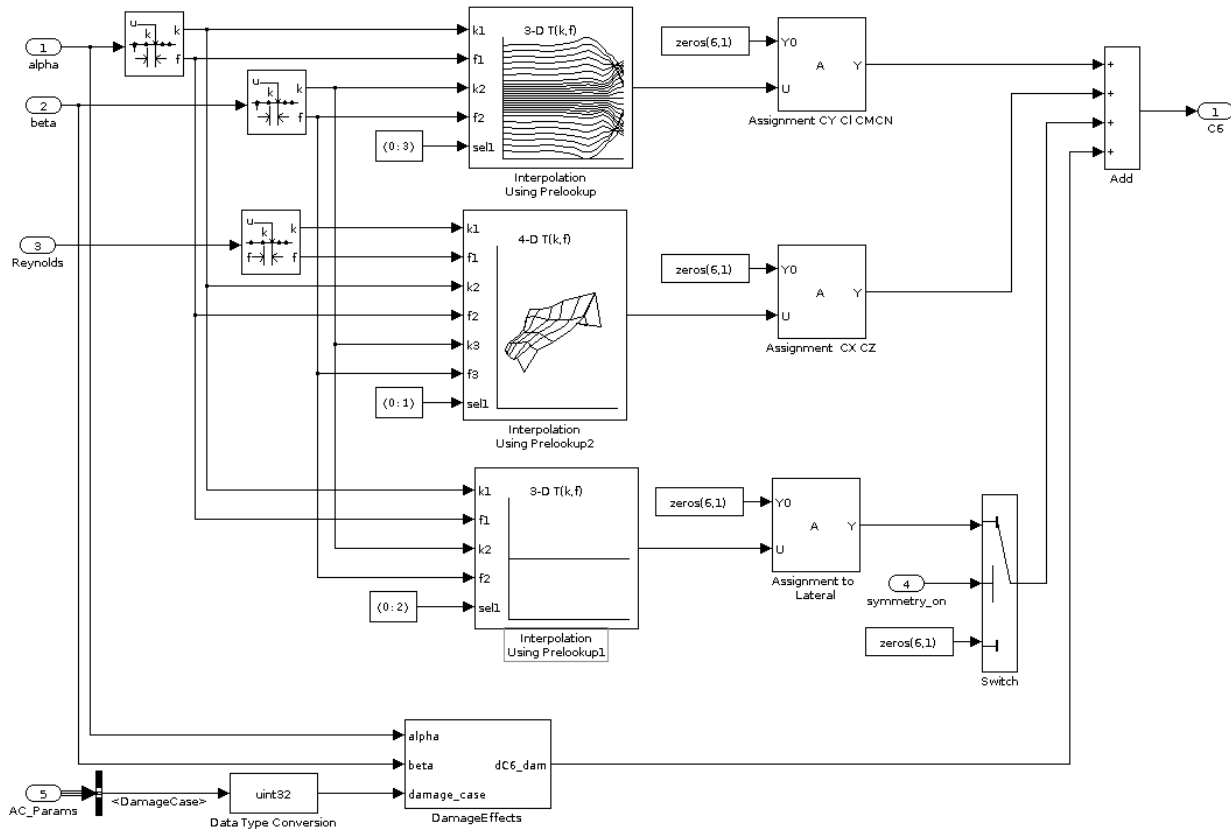 1
alpha
u
k
k
f
f
2
beta
u
k
k
f
f
(0:3)
k1
f1
k2
f2
sel1
3-D T(k,f)
Interpolation
Using Prelookup
zeros(6,1)
Y0
U
A
Y
Assignment CY Cl CMCN
+
+
+
+
Add
1
C6
3
Reynolds
u
k
k
f
f
(0:1)
k1
f1
k2
f2
k3
f3
sel1
4-D T(k,f)
Interpolation
Using Prelookup2
zeros(6,1)
Y0
U
A
Y
Assignment CX CZ
(0:2)
k1
f1
k2
f2
sel1
3-D T(k,f)
Interpolation
Using Prelookup1
zeros(6,1)
Y0
U
A
Y
Assignment to
Lateral
4
symmetry_on
zeros(6,1)
Switch
5
AC_Params
<DamageCase>
uint32
Data Type Conversion
alpha
beta
damage_case
dC6_dam
DamageEffects